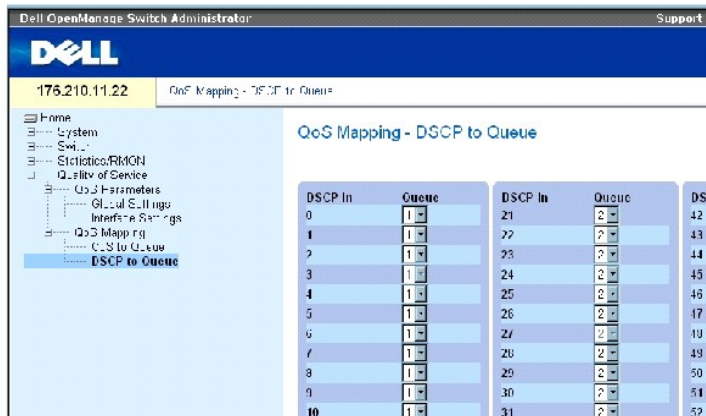 Dell OpenManage Switch Administrator
Support
DELL
176.210.11.22
QoS Mapping - DSCP to Queue
Home
System
Switch
Statistics/RMON
Quality of Service
QoS Parameters
Global Settings
Interface Settings
QoS Mapping
CoS to Queue
DSCP to Queue
QoS Mapping - DSCP to Queue
DSCP In Queue DSCP In Queue DS
0 1 21 2 42
1 1 22 2 43
2 1 23 2 44
3 1 24 2 45
4 1 25 2 46
5 1 26 2 47
6 1 27 2 48
7 1 28 2 49
8 1 29 2 50
9 1 30 2 51
10 1 31 2 52